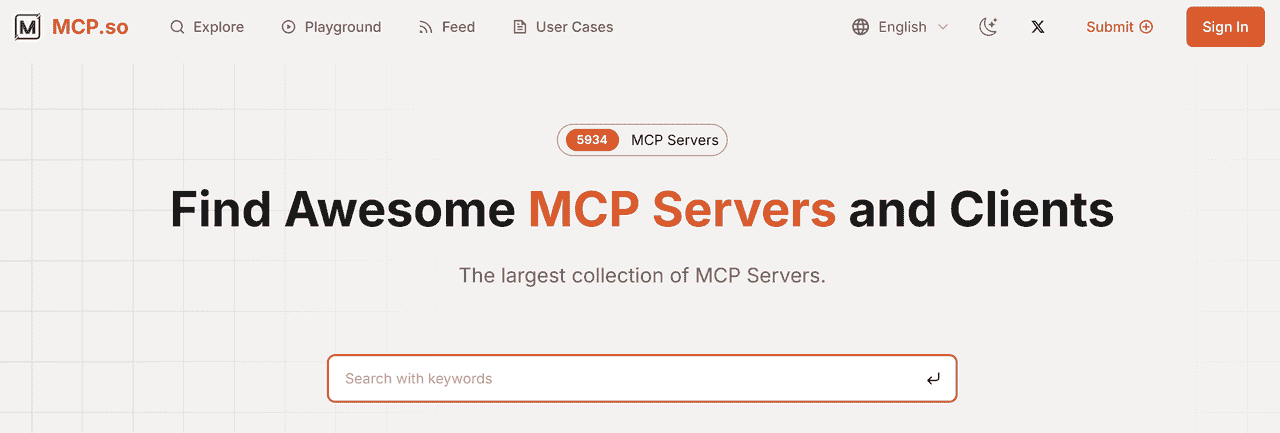 M MCP.so Explore Playground Feed User Cases English X Submit Sign In
5934 MCP Servers
Find Awesome MCP Servers and Clients
The largest collection of MCP Servers.
Search with keywords